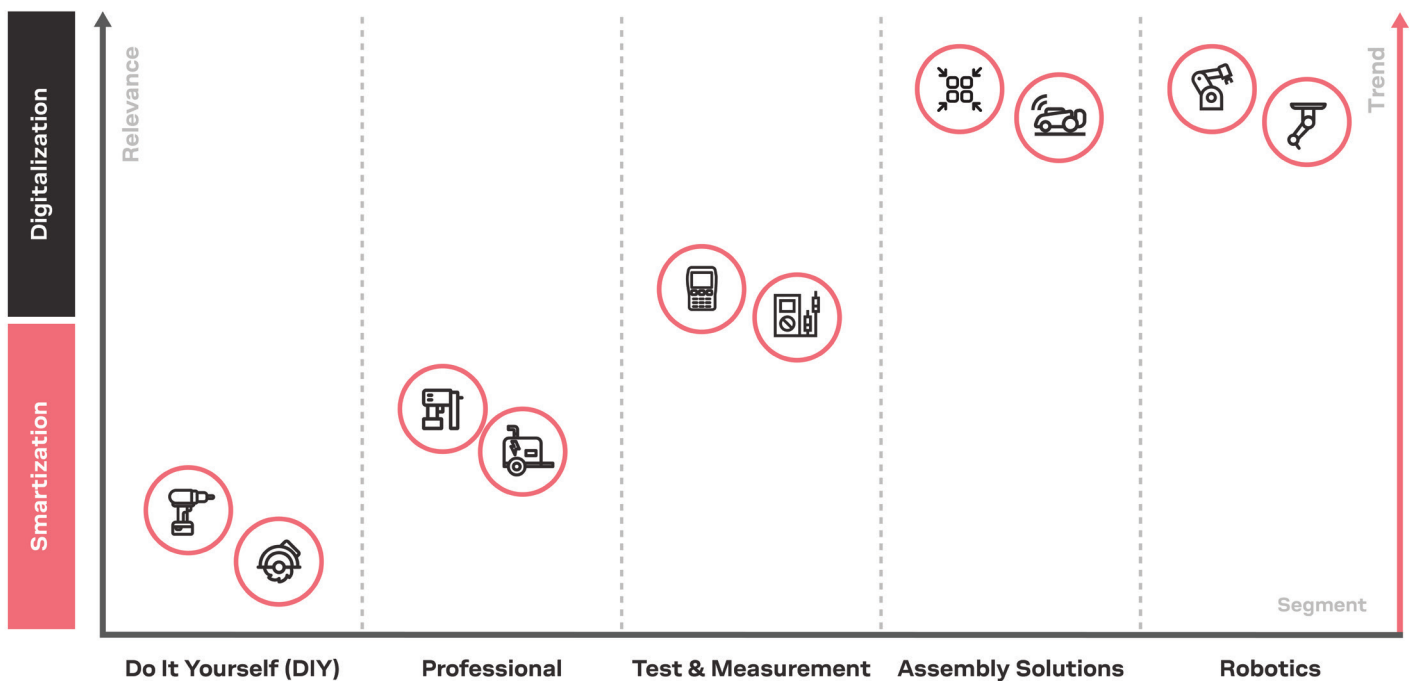 Digitalization
Smartization
Relevance
Trend
Segment
Do It Yourself (DIY)
Professional
Test & Measurement
Assembly Solutions
Robotics